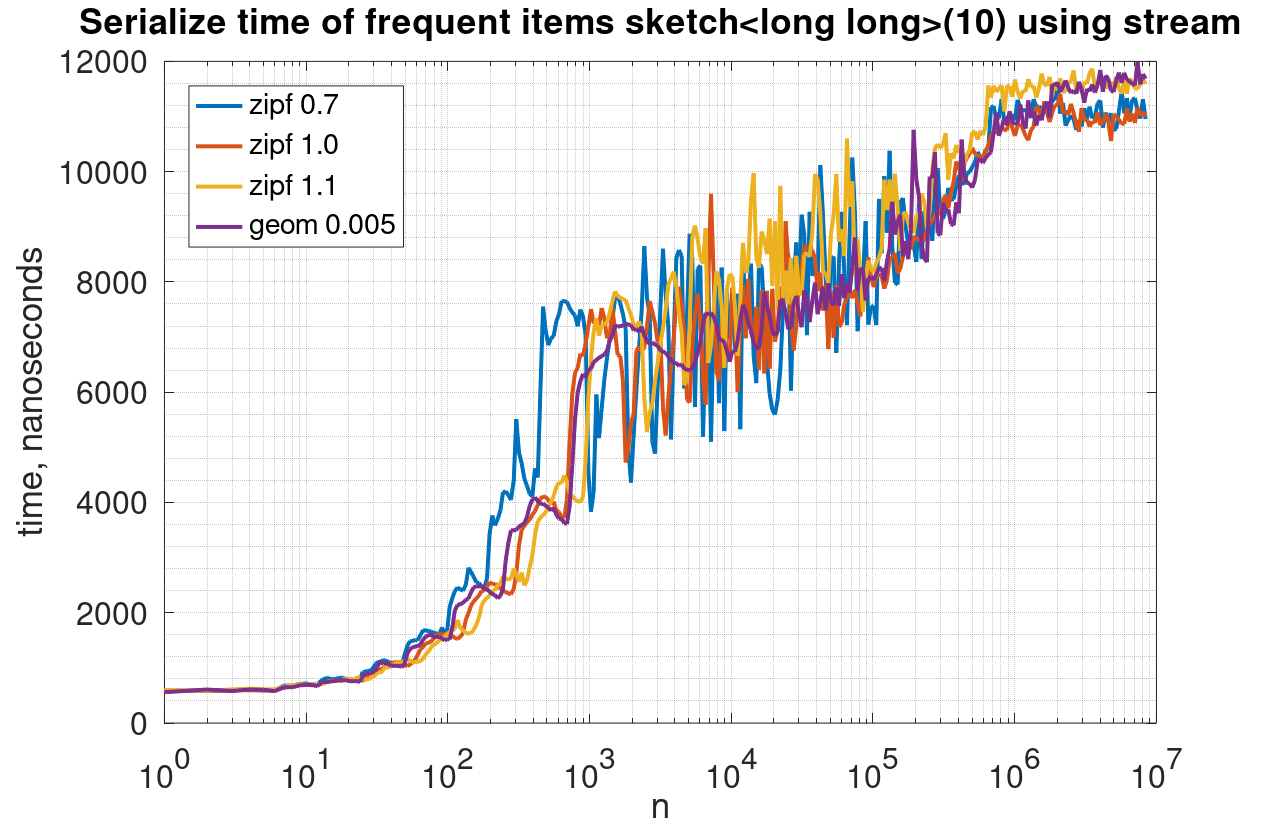 Serialize time of frequent items sketch<long long>(10) using stream
12000
10000
8000
6000
4000
2000
0
time, nanoseconds
zipf 0.7
zipf 1.0
zipf 1.1
geom 0.005
10^0 10^1 10^2 10^3 10^4 10^5 10^6 10^7
n